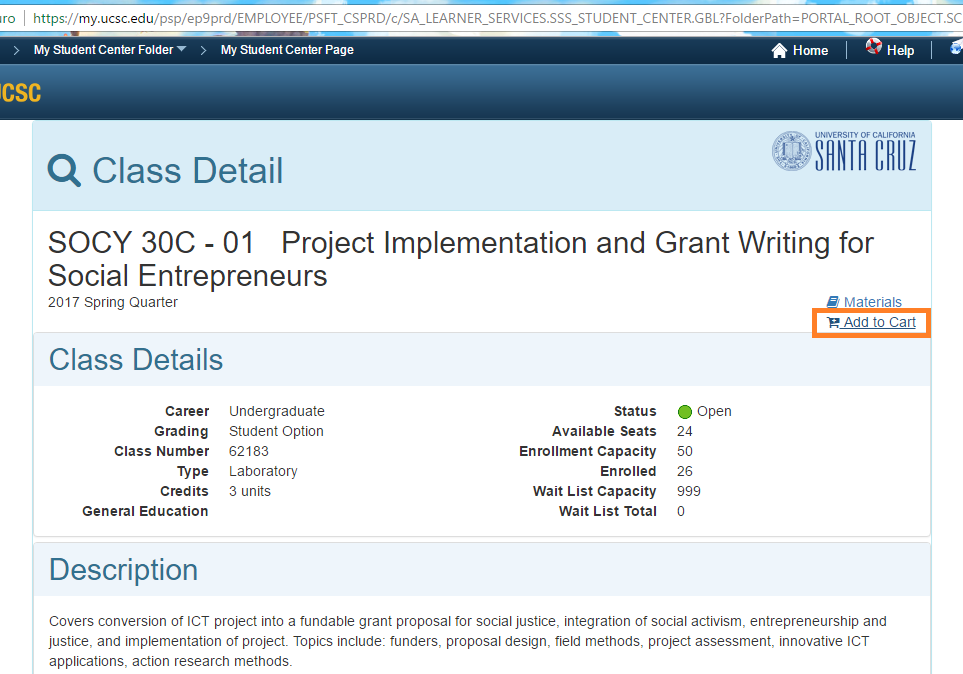 uro https://my.ucsc.edu/psp/ep9prd/EMPLOYEE/PSFT_CSPRD/c/SA_LEARNER_SERVICES.SSS_STUDENT_CENTER.GBL?FolderPath=PORTAL_ROOT_OBJECT.SC
> My Student Center Folder > My Student Center Page Home Help
UCSC
Class Detail
UNIVERSITY OF CALIFORNIA
SANTA CRUZ
SOCY 30C - 01 Project Implementation and Grant Writing for
Social Entrepreneurs
2017 Spring Quarter
Materials
Add to Cart
Class Details
Career Undergraduate
Grading Student Option
Class Number 62183
Type Laboratory
Credits 3 units
General Education
Status Open
Available Seats 24
Enrollment Capacity 50
Enrolled 26
Wait List Capacity 999
Wait List Total 0
Description
Covers conversion of ICT project into a fundable grant proposal for social justice, integration of social activism, entrepreneurship and
justice, and implementation of project. Topics include: funders, proposal design, field methods, project assessment, innovative ICT
applications, action research methods.